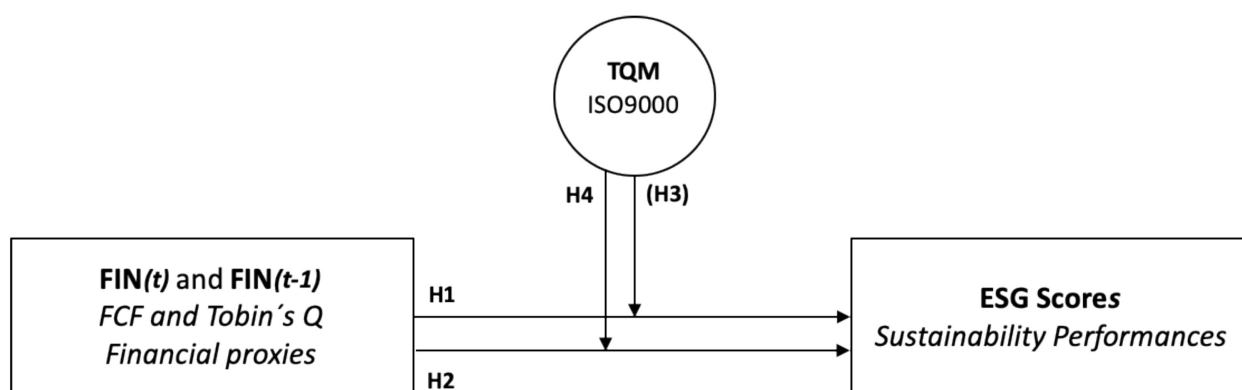 TQM
ISO9000
H4
(H3)
FIN(t) and FIN(t-1)
FCF and Tobin´s Q
Financial proxies
H1
H2
ESG Scores
Sustainability Performances